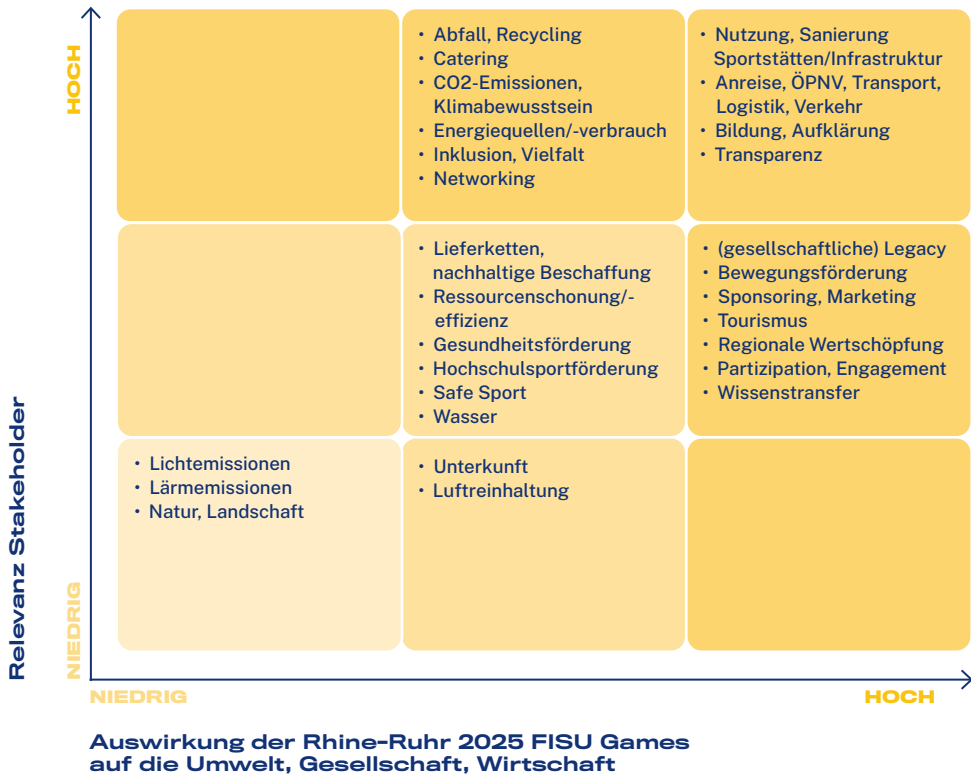 HOCH
• Abfall, Recycling
• Catering
• CO2-Emissionen,
Klimabewusstsein
• Energiequellen/-verbrauch
• Inklusion, Vielfalt
• Networking
• Nutzung, Sanierung
Sportstätten/Infrastruktur
• Anreise, ÖPNV, Transport,
Logistik, Verkehr
• Bildung, Aufklärung
• Transparenz
• Lieferketten,
nachhaltige Beschaffung
• Ressourcenschonung/-
effizienz
• Gesundheitsförderung
• Hochschulsportförderung
• Safe Sport
• Wasser
• (gesellschaftliche) Legacy
• Bewegungsförderung
• Sponsoring, Marketing
• Tourismus
• Regionale Wertschöpfung
• Partizipation, Engagement
• Wissenstransfer
Relevanz Stakeholder
• Lichtemissionen
• Lärmemissionen
• Natur, Landschaft
• Unterkunft
• Luftreinhaltung
NIEDRIG
NIEDRIG
HOCH
Auswirkung der Rhine-Ruhr 2025 FISU Games
auf die Umwelt, Gesellschaft, Wirtschaft